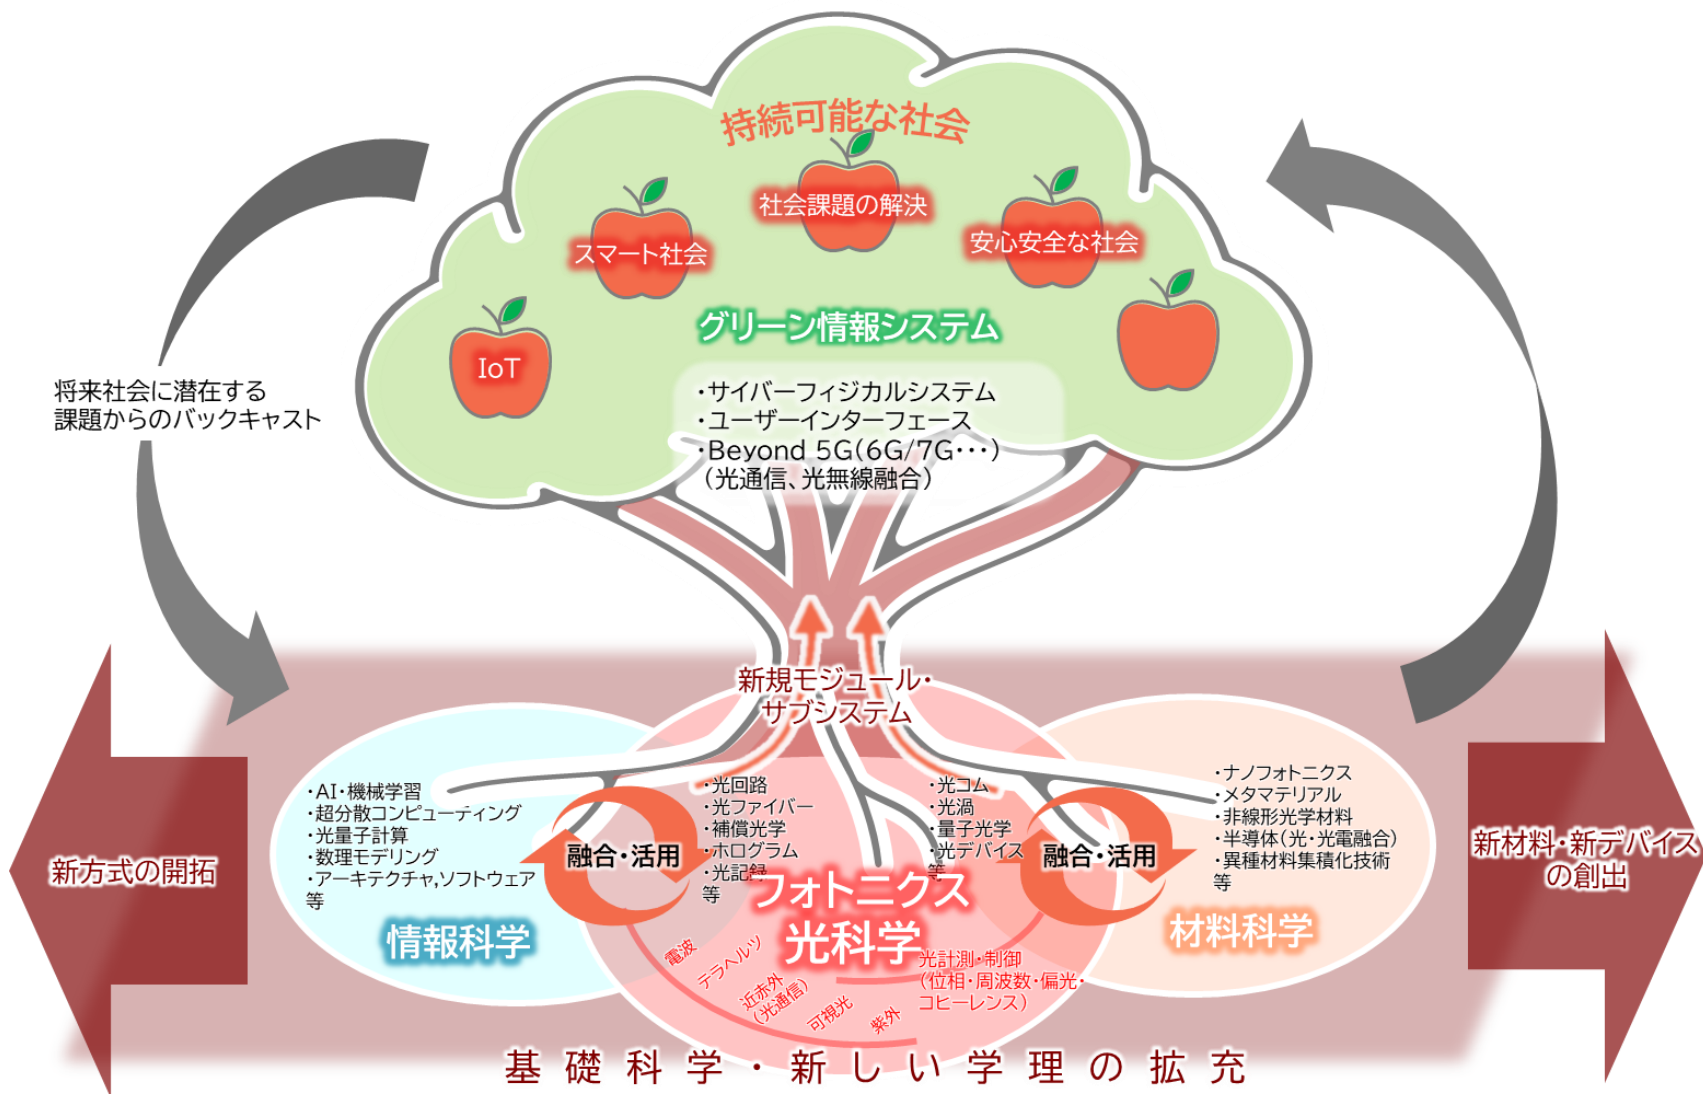 持続可能な社会
社会課題の解決
スマート社会
安心安全な社会
IoT
グリーン情報システム
・サイバーフィジカルシステム
・ユーザーインターフェース
・Beyond 5G(6G/7G・・・)
(光通信、光無線融合)
将来社会に潜在する
課題からのバックキャスト
新規モジュール・
サブシステム
・AI・機械学習
・超分散コンピューティング
・光量子計算
・数理モデリング
・アーキテクチャ,ソフトウェア
等
情報科学
融合・活用
・光回路
・光ファイバー
・補償光学
・ホログラム
・光記録
等
・光コム
・光渦
・量子光学
・光デバイス
等
融合・活用
・ナノフォトニクス
・メタマテリアル
・非線形光学材料
・半導体(光・光電融合)
・異種材料集積化技術
等
材料科学
フォトニクス
光科学
電波
テラヘルツ
近赤外
(光通信)
可視光
紫外
光計測・制御
(位相・周波数・偏光・
コヒーレンス)
新方式の開拓
新材料・新デバイス
の創出
基礎科学・新しい学理の拡充